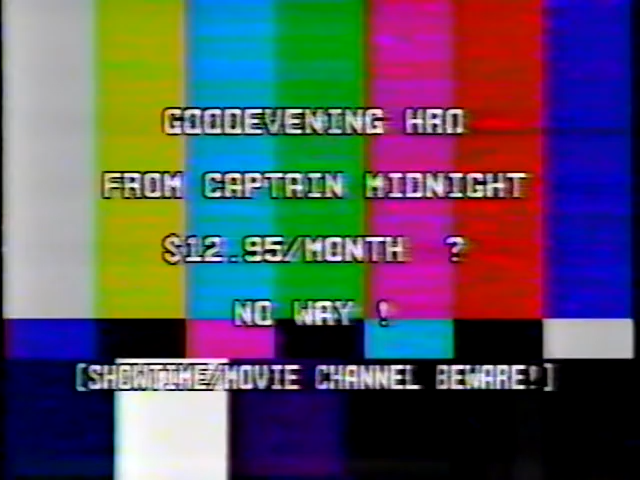 GOODEVENING HBO
FROM CAPTAIN MIDNIGHT
$12.95/MONTH ?
NO WAY !
[SHOWTIME/MOVIE CHANNEL BEWARE!]